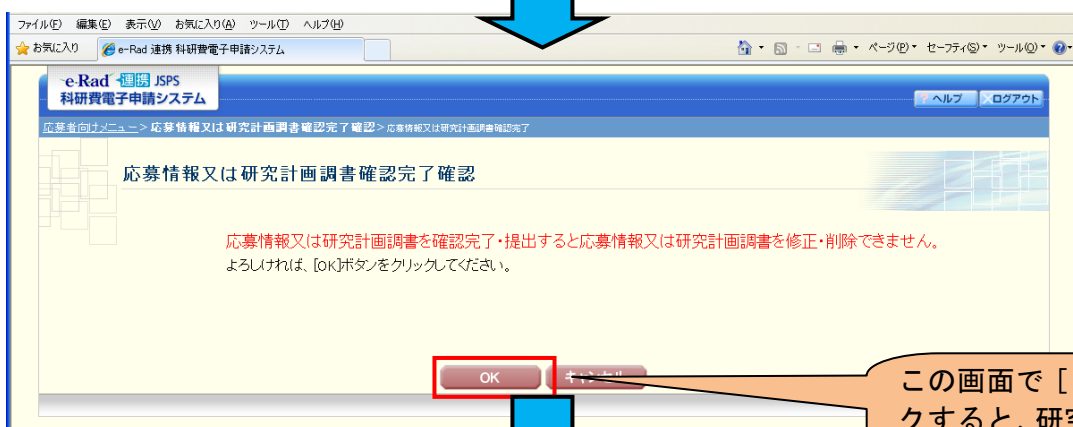 ファイル(F) 編集(E) 表示(V) お気に入り(A) ツール(T) ヘルプ(H)
お気に入り e-Rad 連携 科研費電子申請システム ページ(P) セーフティ(S) ツール(O)
e-Rad 連携 JSPS
科研費電子申請システム
ヘルプ ログアウト
応募者向けメニュー>応募情報又は研究計画調書確認完了確認>応募情報又は研究計画調書確認完了
応募情報又は研究計画調書確認完了確認
応募情報又は研究計画調書を確認完了・提出すると応募情報又は研究計画調書を修正・削除できません。
よろしければ、[OK]ボタンをクリックしてください。
OK キャンセル
この画面で［
クすると、研究